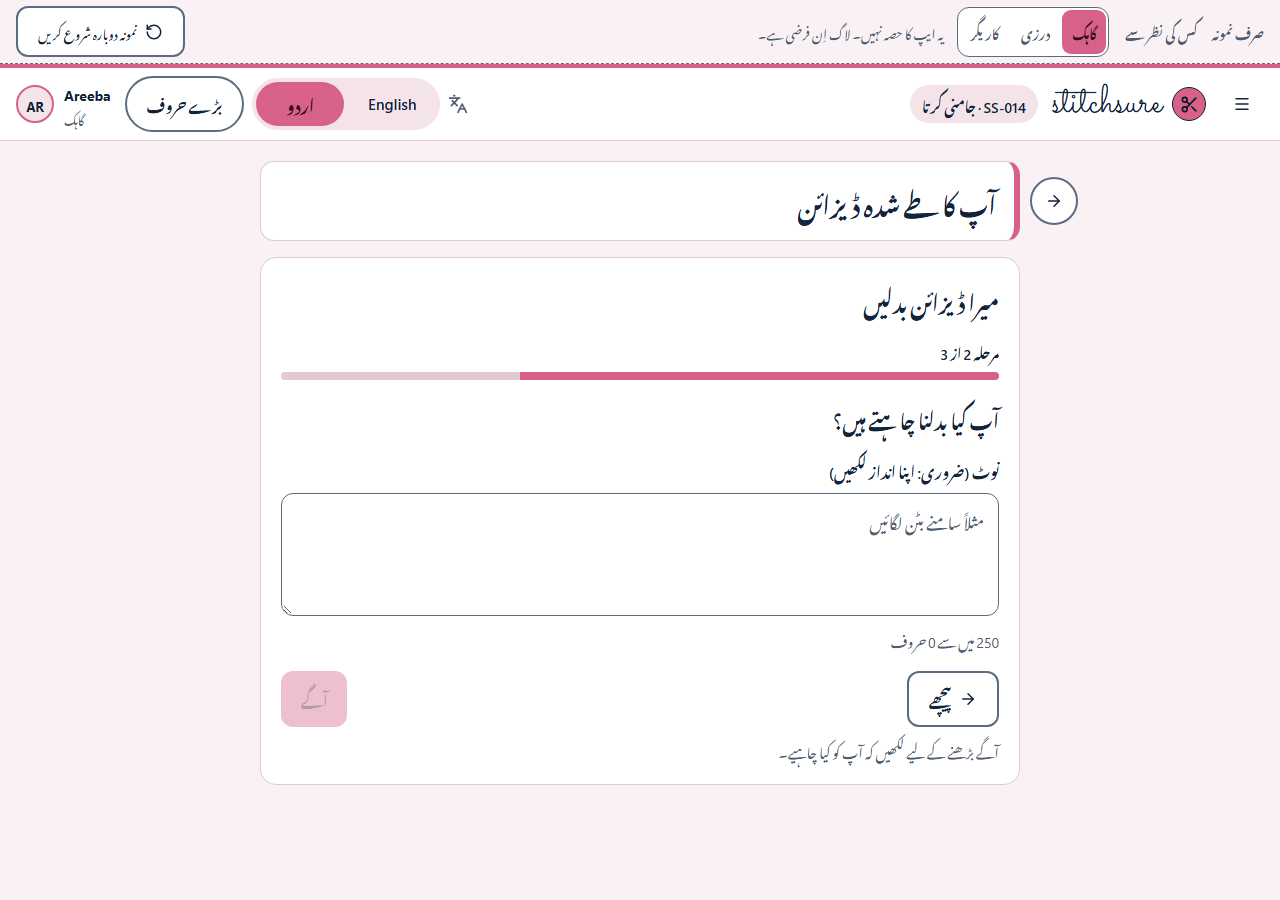 صرف نمونہ کس کی نظر سے گاہک درزی کاریگر یہ ایپ کا حصہ نہیں۔ لاگ اِن فرضی ہے۔ نمونہ دوبارہ شروع کریں
stitchsure SS-014 · جامنی کُرتا English اردو بڑے حروف Areeba
AR گاہک
آپ کا طے شدہ ڈیزائن
میرا ڈیزائن بدلیں
مرحلہ 2 از 3
آپ کیا بدلنا چاہتے ہیں؟
نوٹ (ضروری: اپنا انداز لکھیں)
مثلاً سامنے بٹن لگائیں
250 میں سے 0 حروف
پیچھے آگے
آگے بڑھنے کے لیے لکھیں کہ آپ کو کیا چاہیے۔